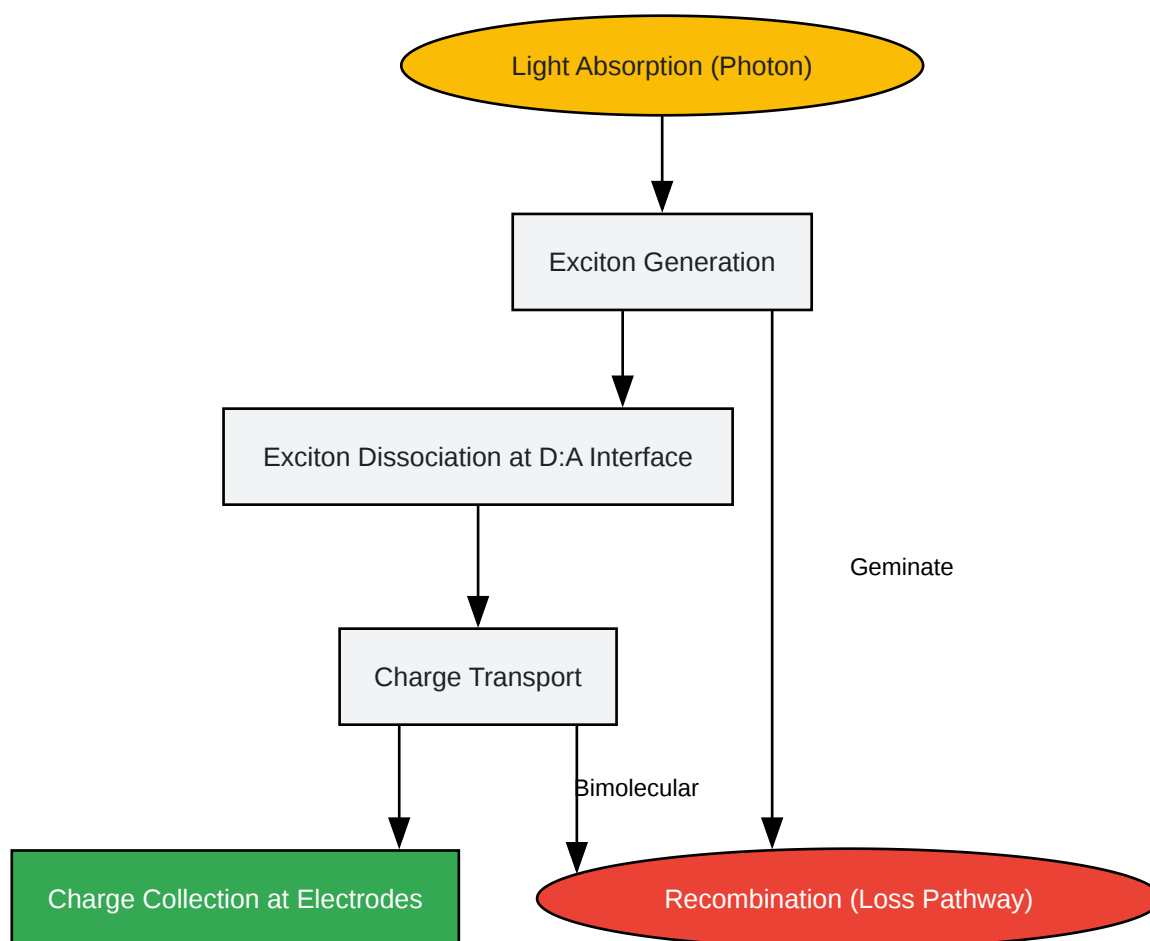 Light Absorption (Photon)
Exciton Generation
Exciton Dissociation at D:A Interface
Geminate
Charge Transport
Bimolecular
Charge Collection at Electrodes
Recombination (Loss Pathway)